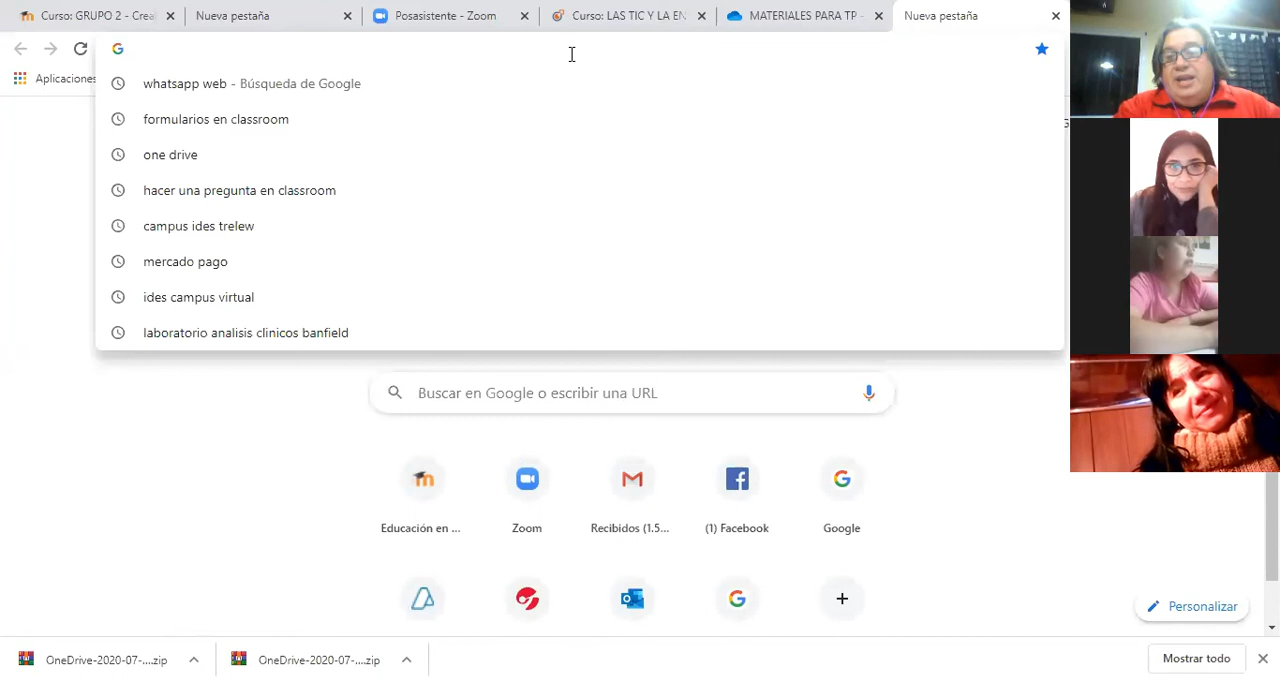 Curso: GRUPO 2 - Crea
Nueva pestaña
Posasistente - Zoom
Curso: LAS TIC Y LA EN
MATERIALES PARA TP -
Nueva pestaña
Aplicaciones
whatsapp web - Búsqueda de Google
formularios en classroom
one drive
hacer una pregunta en classroom
campus ides trelew
mercado pago
ides campus virtual
laboratorio analisis clinicos banfield
Buscar en Google o escribir una URL
Educación en ...
Zoom
Recibidos (1.5...
(1) Facebook
Google
Personalizar
OneDrive-2020-07-....zip
OneDrive-2020-07-....zip
Mostrar todo